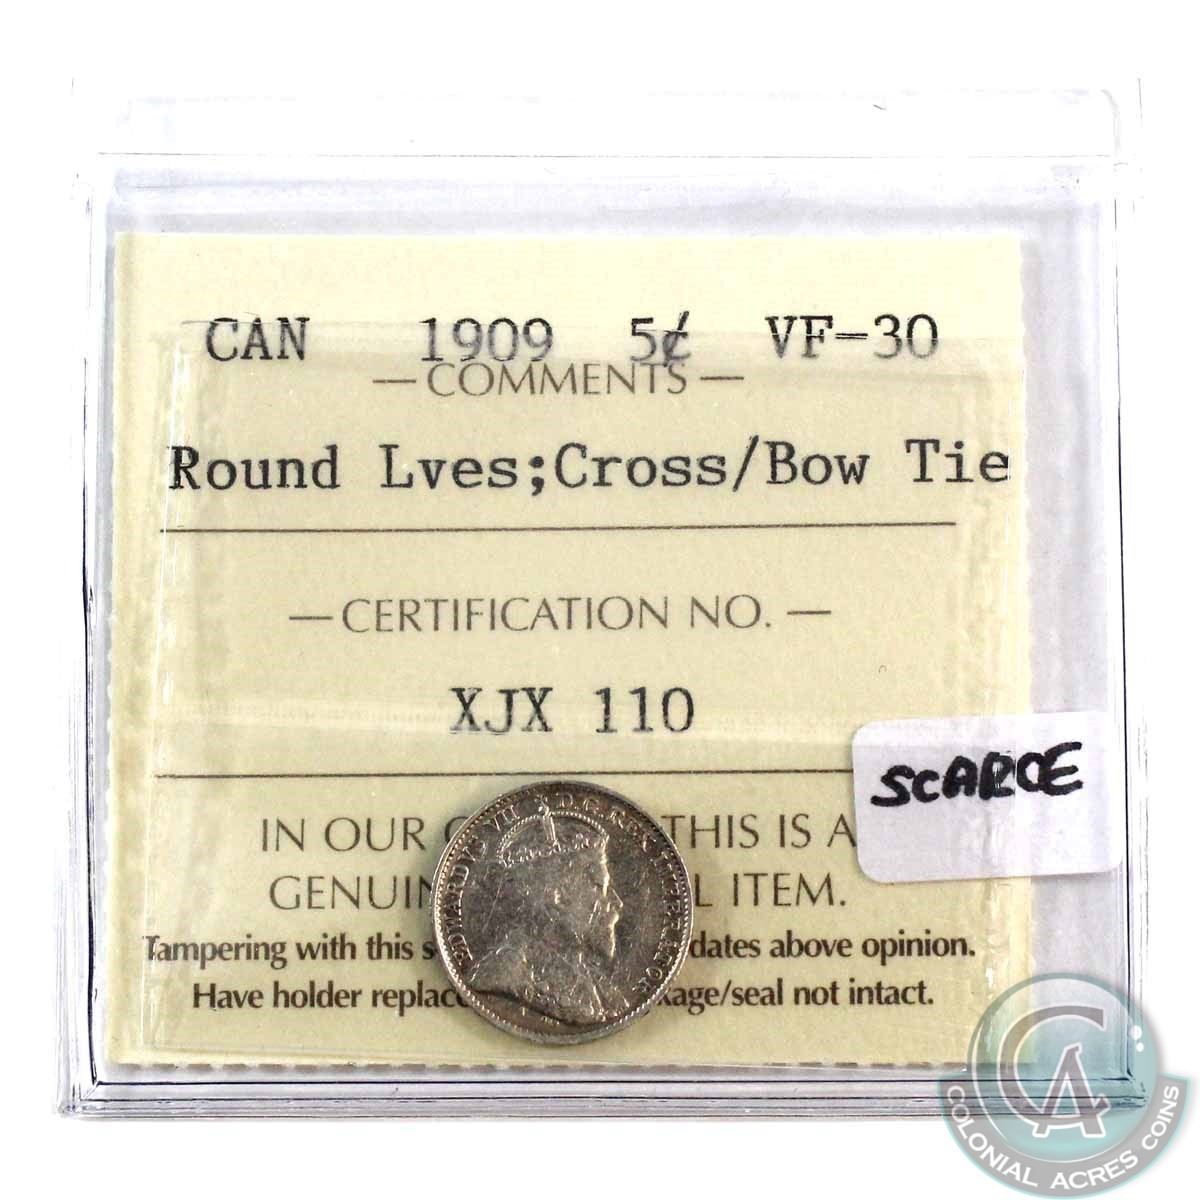 CAN 1909 5¢ VF-30
— COMMENTS —
Round Lves;Cross/Bow Tie
— CERTIFICATION NO. —
XJX 110
SCARCE
IN OUR THIS IS A
GENUIN L ITEM.
Tampering with this s dates above opinion.
Have holder replac kage/seal not intact.
EDWARDVS VII D.G. REX IMPERATOR
CA
COLONIAL ACRES COINS